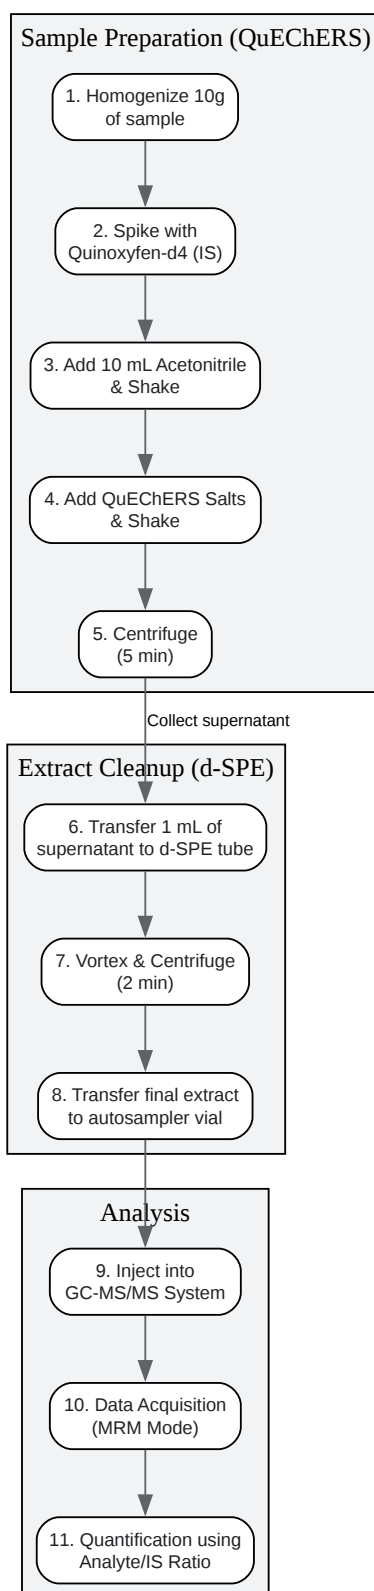 Sample Preparation (QuEChERS)
1. Homogenize 10g
of sample
2. Spike with
Quinoxyfen-d4 (IS)
3. Add 10 mL Acetonitrile
& Shake
4. Add QuEChERS Salts
& Shake
5. Centrifuge
(5 min)
Collect supernatant
Extract Cleanup (d-SPE)
6. Transfer 1 mL of
supernatant to d-SPE tube
7. Vortex & Centrifuge
(2 min)
8. Transfer final extract
to autosampler vial
Analysis
9. Inject into
GC-MS/MS System
10. Data Acquisition
(MRM Mode)
11. Quantification using
Analyte/IS Ratio